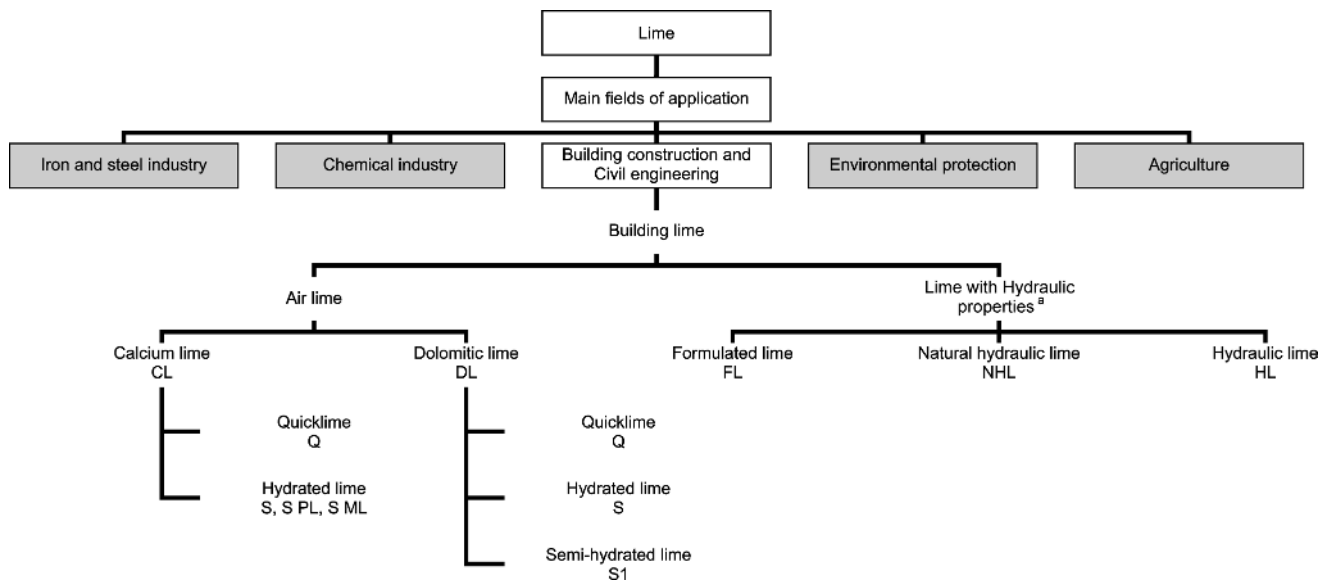 Lime
Main fields of application
Iron and steel industry
Chemical industry
Building construction and
Civil engineering
Environmental protection
Agriculture
Building lime
Air lime
Lime with Hydraulic
properties a
Calcium lime
CL
Dolomitic lime
DL
Formulated lime
FL
Natural hydraulic lime
NHL
Hydraulic lime
HL
Quicklime
Q
Quicklime
Q
Hydrated lime
S, S PL, S ML
Hydrated lime
S
Semi-hydrated lime
S1